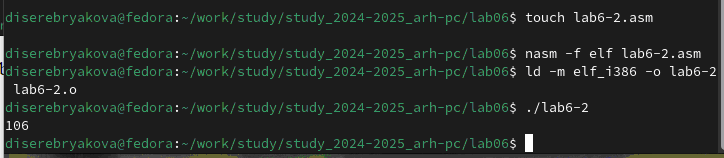 diserebryakova@fedora:~/work/study/study_2024-2025_arh-pc/lab06$ touch lab6-2.asm
diserebryakova@fedora:~/work/study/study_2024-2025_arh-pc/lab06$ nasm -f elf lab6-2.asm
diserebryakova@fedora:~/work/study/study_2024-2025_arh-pc/lab06$ ld -m elf_i386 -o lab6-2
lab6-2.o
diserebryakova@fedora:~/work/study/study_2024-2025_arh-pc/lab06$ ./lab6-2
106
diserebryakova@fedora:~/work/study/study_2024-2025_arh-pc/lab06$